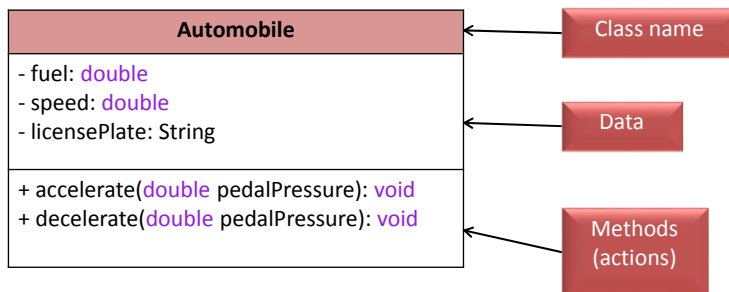 Automobile
- fuel: double
- speed: double
- licensePlate: String
+ accelerate(double pedalPressure): void
+ decelerate(double pedalPressure): void
Class name
Data
Methods
(actions)